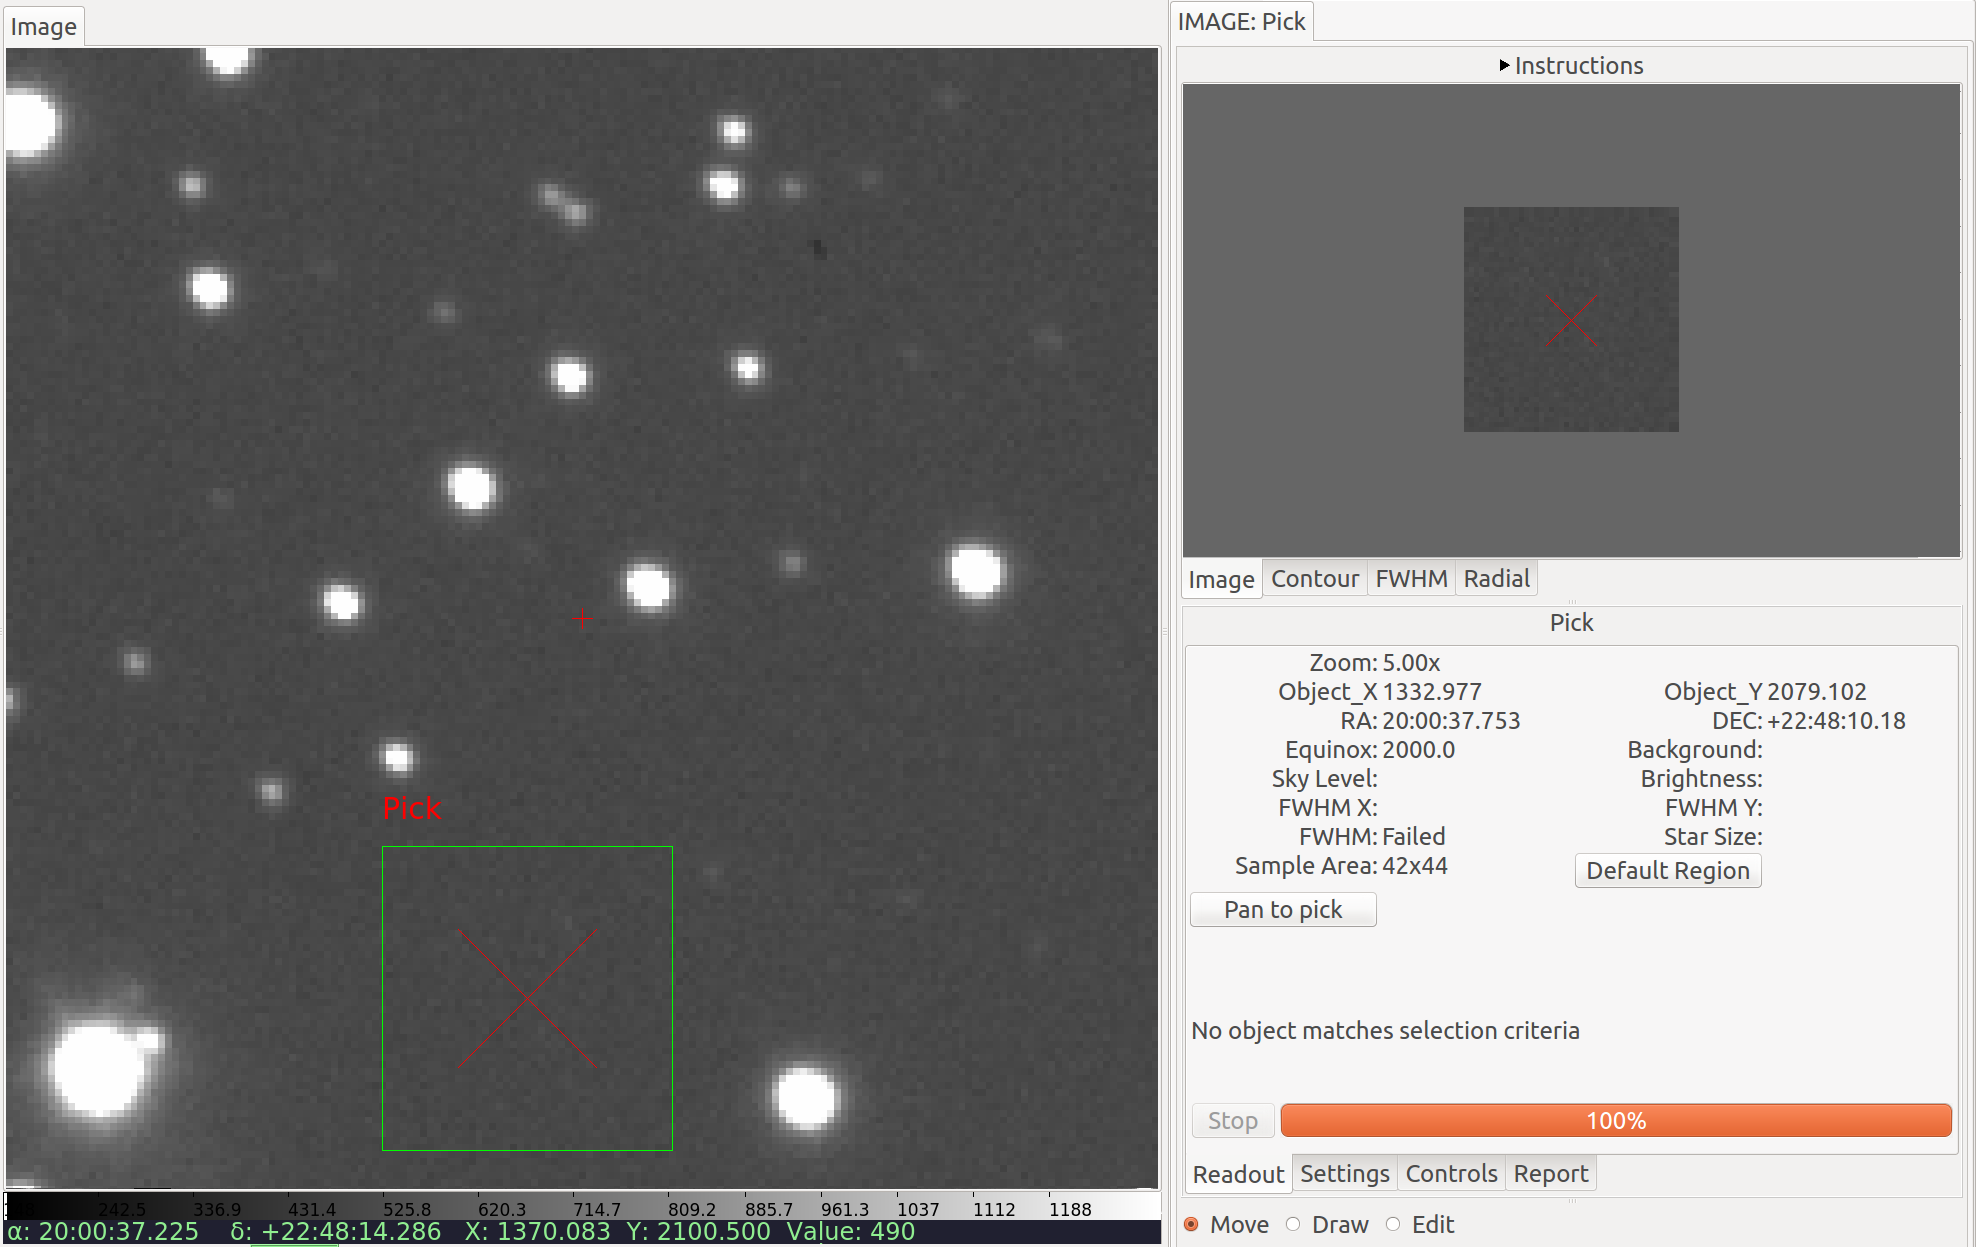 Image
IMAGE: Pick
Instructions
Pick
Image Contour FWHM Radial
Pick
Zoom: 5.00x
Object_X 1332.977 Object_Y 2079.102
RA: 20:00:37.753 DEC: +22:48:10.18
Equinox: 2000.0 Background:
Sky Level: Brightness:
FWHM X: FWHM Y:
FWHM: Failed Star Size:
Sample Area: 42x44 Default Region
Pan to pick
No object matches selection criteria
Stop 100%
Readout Settings Controls Report
Move Draw Edit
242.5 336.9 431.4 525.8 620.3 714.7 809.2 885.7 961.3 1037 1112 1188
α: 20:00:37.225 δ: +22:48:14.286 X: 1370.083 Y: 2100.500 Value: 490